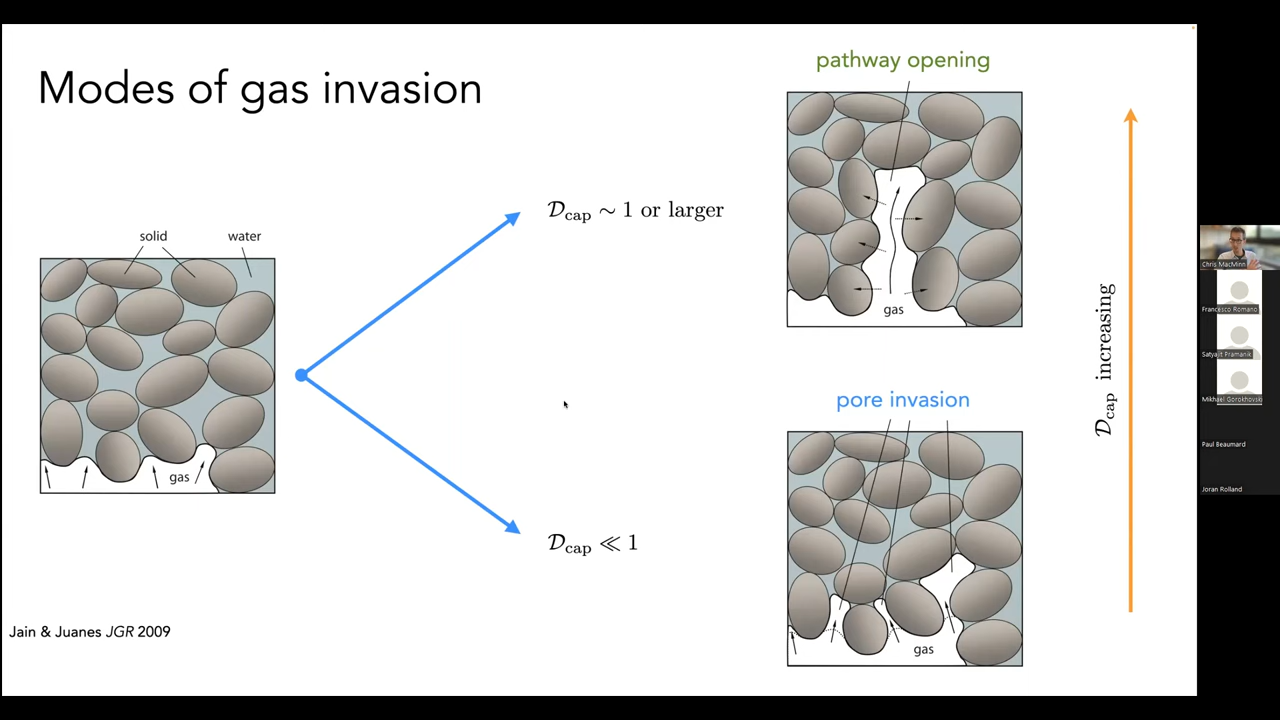 Modes of gas invasion
solid
water
gas
𝒟cap ∼ 1 or larger
𝒟cap ≪ 1
pathway opening
gas
pore invasion
gas
𝒟cap increasing
Jain & Juanes JGR 2009
Chris MacMinn
Francesco Romano
Satyajit Pramanik
Mikhael Gorokhovski
Paul Beaumard
Joran Rolland